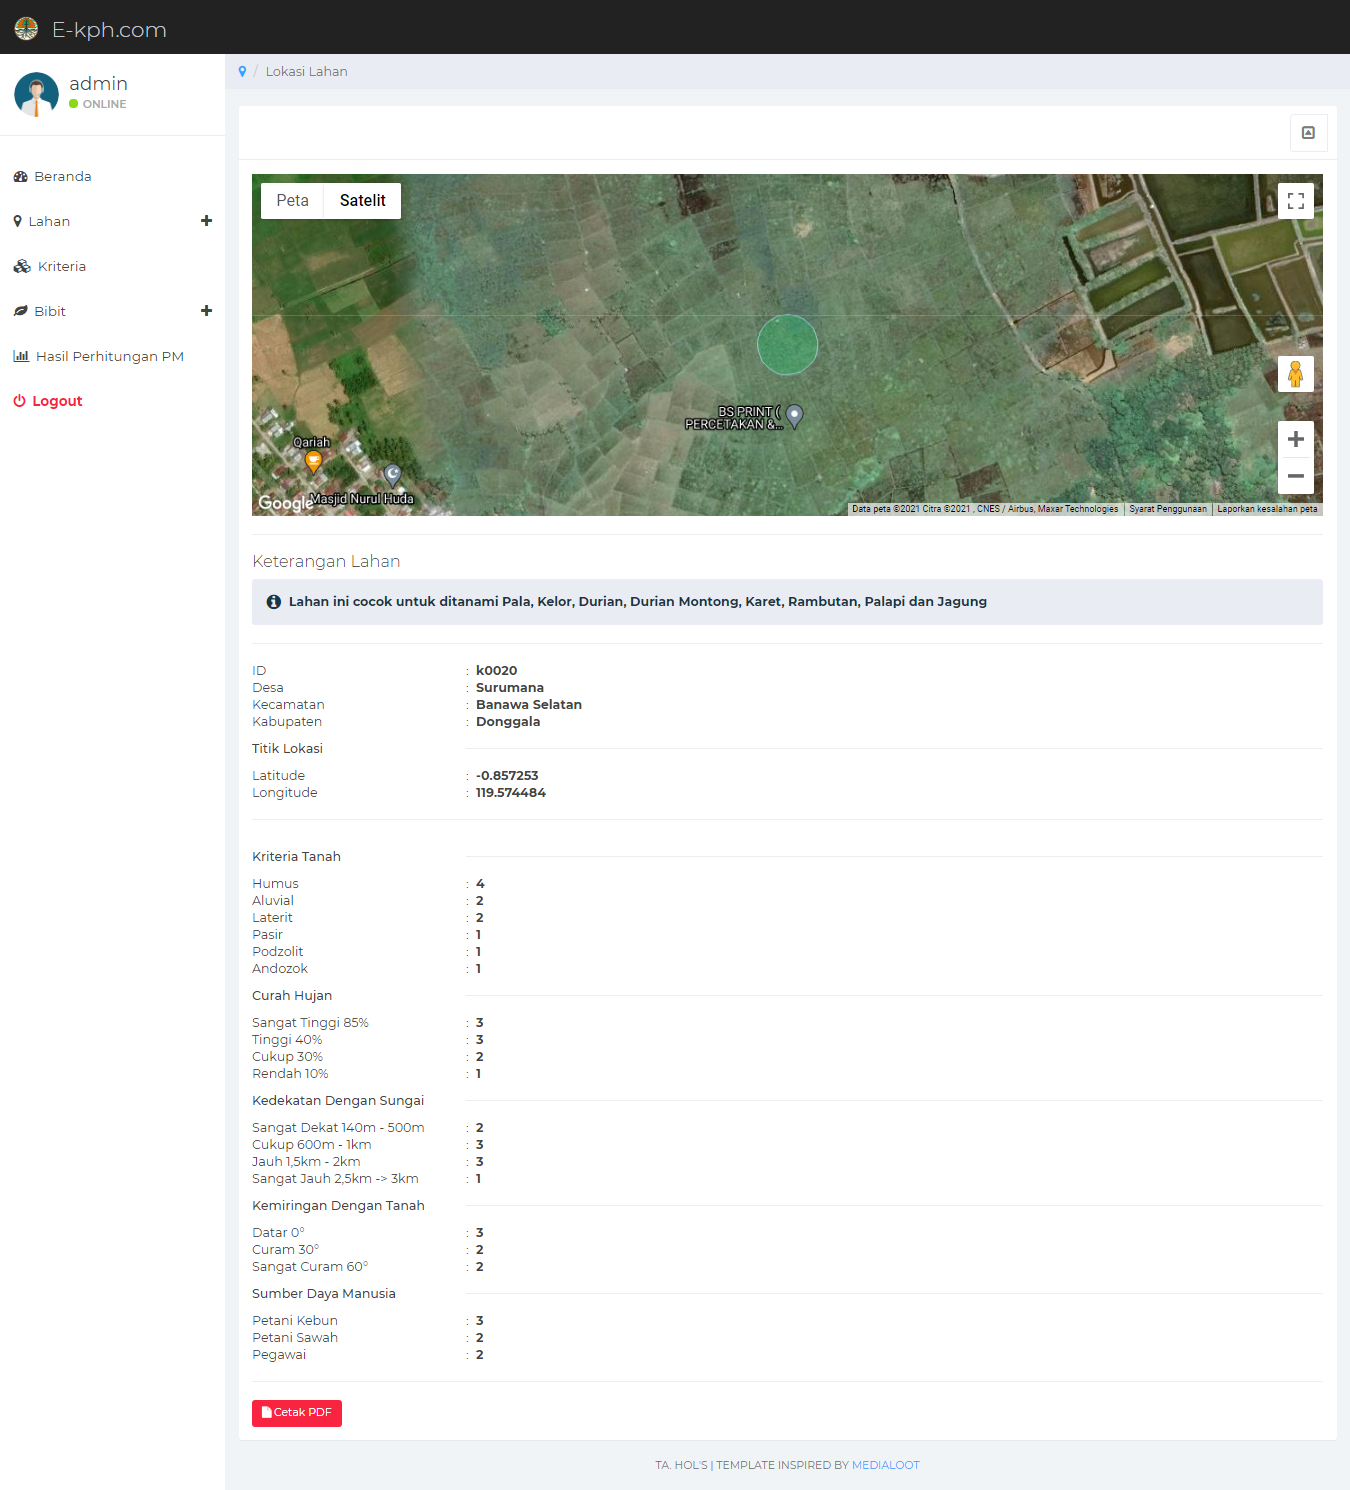 E-kph.com
admin
ONLINE
Beranda
Lahan
Kriteria
Bibit
Hasil Perhitungan PM
Logout
/ Lokasi Lahan
Peta Satelit
BS PRINT (
PERCETAKAN &...
Qariah
Masjid Nurul Huda
Google
Data peta ©2021 Citra ©2021 , CNES / Airbus, Maxar Technologies Syarat Penggunaan Laporkan kesalahan peta
Keterangan Lahan
Lahan ini cocok untuk ditanami Pala, Kelor, Durian, Durian Montong, Karet, Rambutan, Palapi dan Jagung
ID : k0020
Desa : Surumana
Kecamatan : Banawa Selatan
Kabupaten : Donggala
Titik Lokasi
Latitude : -0.857253
Longitude : 119.574484
Kriteria Tanah
Humus : 4
Aluvial : 2
Laterit : 2
Pasir : 1
Podzolit : 1
Andozok : 1
Curah Hujan
Sangat Tinggi 85% : 3
Tinggi 40% : 3
Cukup 30% : 2
Rendah 10% : 1
Kedekatan Dengan Sungai
Sangat Dekat 140m - 500m : 2
Cukup 600m - 1km : 3
Jauh 1,5km - 2km : 3
Sangat Jauh 2,5km -> 3km : 1
Kemiringan Dengan Tanah
Datar 0° : 3
Curam 30° : 2
Sangat Curam 60° : 2
Sumber Daya Manusia
Petani Kebun : 3
Petani Sawah : 2
Pegawai : 2
Cetak PDF
TA. HOL'S | TEMPLATE INSPIRED BY MEDIALOOT